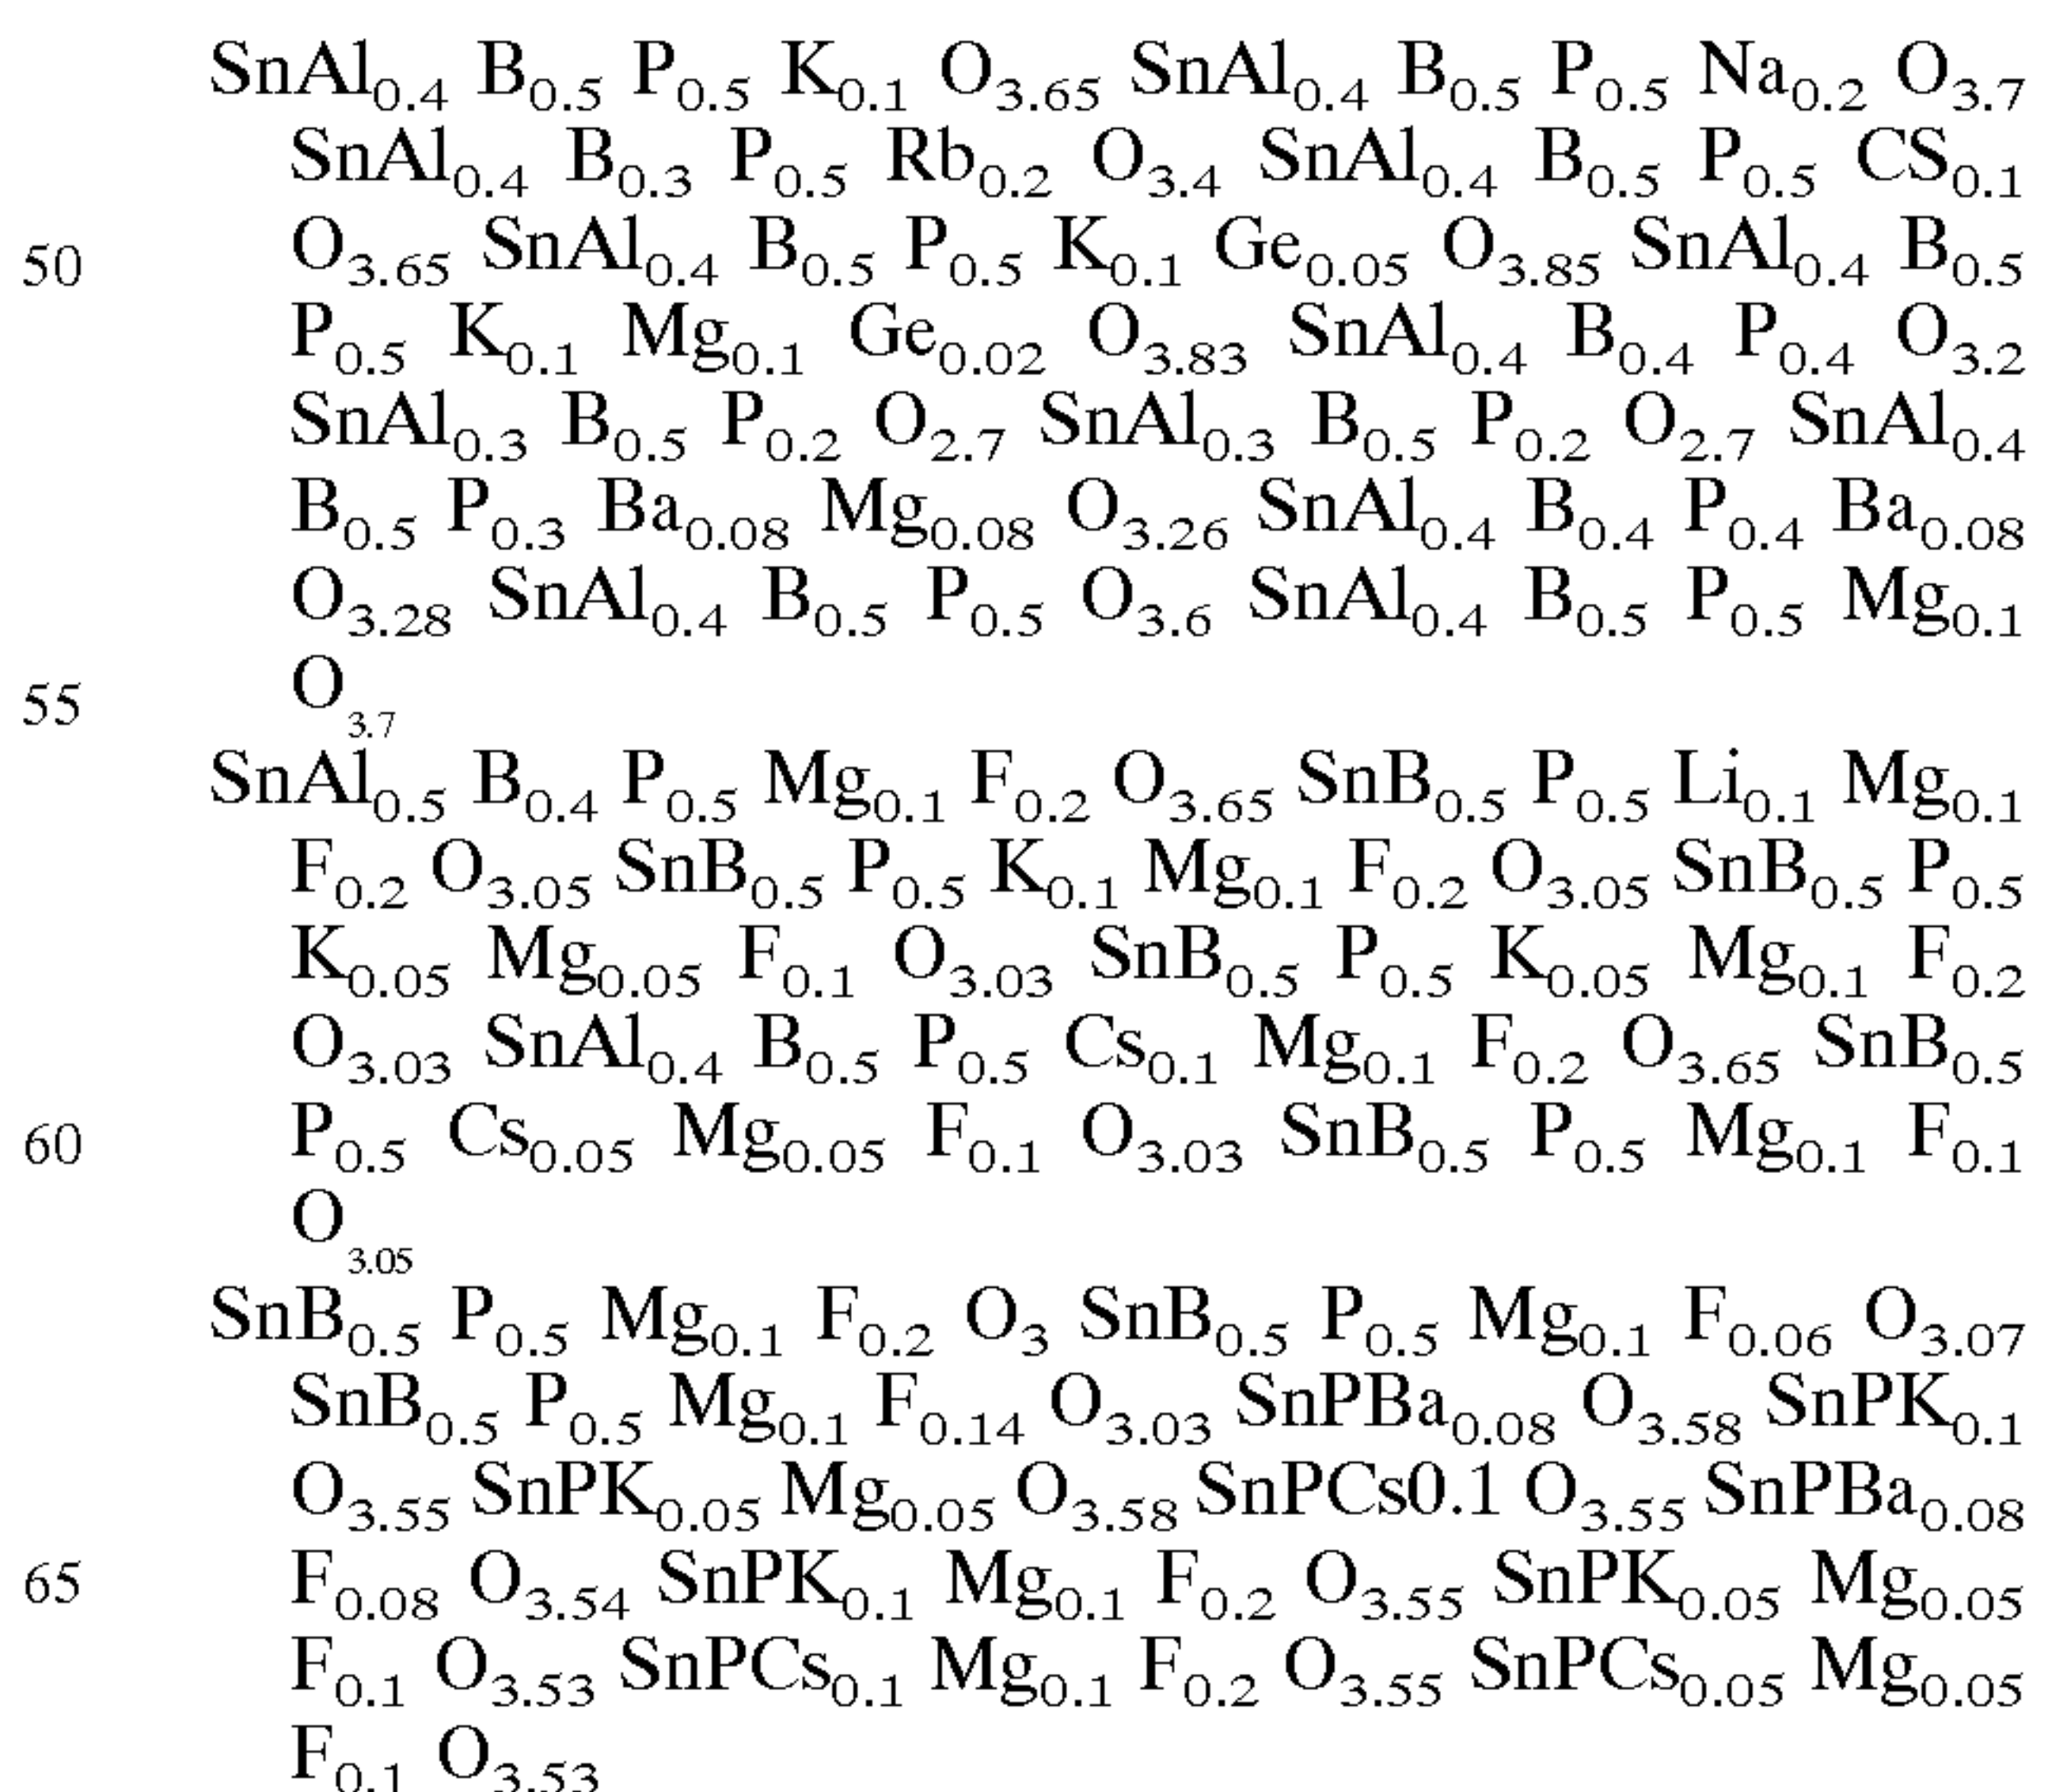 SnAl0.4 B0.5 P0.5 K0.1 O3.65 SnAl0.4 B0.5 P0.5 Na0.2 O3.7
SnAl0.4 B0.3 P0.5 Rb0.2 O3.4 SnAl0.4 B0.5 P0.5 CS0.1
50 O3.65 SnAl0.4 B0.5 P0.5 K0.1 Ge0.05 O3.85 SnAl0.4 B0.5
P0.5 K0.1 Mg0.1 Ge0.02 O3.83 SnAl0.4 B0.4 P0.4 O3.2
SnAl0.3 B0.5 P0.2 O2.7 SnAl0.3 B0.5 P0.2 O2.7 SnAl0.4
B0.5 P0.3 Ba0.08 Mg0.08 O3.26 SnAl0.4 B0.4 P0.4 Ba0.08
O3.28 SnAl0.4 B0.5 P0.5 O3.6 SnAl0.4 B0.5 P0.5 Mg0.1
55 O3.7
SnAl0.5 B0.4 P0.5 Mg0.1 F0.2 O3.65 SnB0.5 P0.5 Li0.1 Mg0.1
F0.2 O3.05 SnB0.5 P0.5 K0.1 Mg0.1 F0.2 O3.05 SnB0.5 P0.5
K0.05 Mg0.05 F0.1 O3.03 SnB0.5 P0.5 K0.05 Mg0.1 F0.2
O3.03 SnAl0.4 B0.5 P0.5 Cs0.1 Mg0.1 F0.2 O3.65 SnB0.5
60 P0.5 Cs0.05 Mg0.05 F0.1 O3.03 SnB0.5 P0.5 Mg0.1 F0.1
O3.05
SnB0.5 P0.5 Mg0.1 F0.2 O3 SnB0.5 P0.5 Mg0.1 F0.06 O3.07
SnB0.5 P0.5 Mg0.1 F0.14 O3.03 SnPBa0.08 O3.58 SnPK0.1
O3.55 SnPK0.05 Mg0.05 O3.58 SnPCs0.1 O3.55 SnPBa0.08
65 F0.08 O3.54 SnPK0.1 Mg0.1 F0.2 O3.55 SnPK0.05 Mg0.05
F0.1 O3.53 SnPCs0.1 Mg0.1 F0.2 O3.55 SnPCs0.05 Mg0.05
F0.1 O3.53